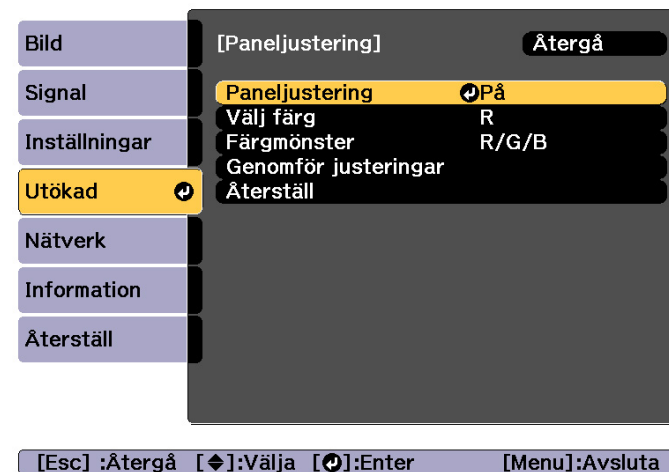 Bild
Signal
Inställningar
Utökad
Nätverk
Information
Återställ
[Paneljustering] Återgå
Paneljustering På
Välj färg R
Färgmönster R/G/B
Genomför justeringar
Återställ
[Esc] :Återgå [◆]:Välja [↵]:Enter [Menu]:Avsluta